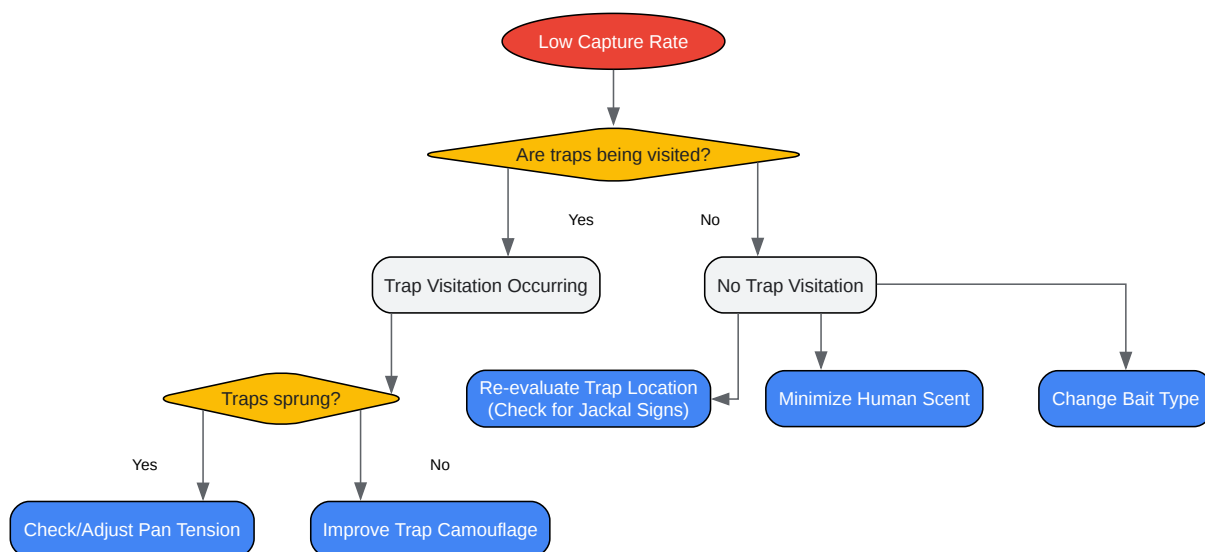 Low Capture Rate
Are traps being visited?
Yes
No
Trap Visitation Occurring
No Trap Visitation
Traps sprung?
Re-evaluate Trap Location
(Check for Jackal Signs)
Minimize Human Scent
Change Bait Type
Yes
No
Check/Adjust Pan Tension
Improve Trap Camouflage